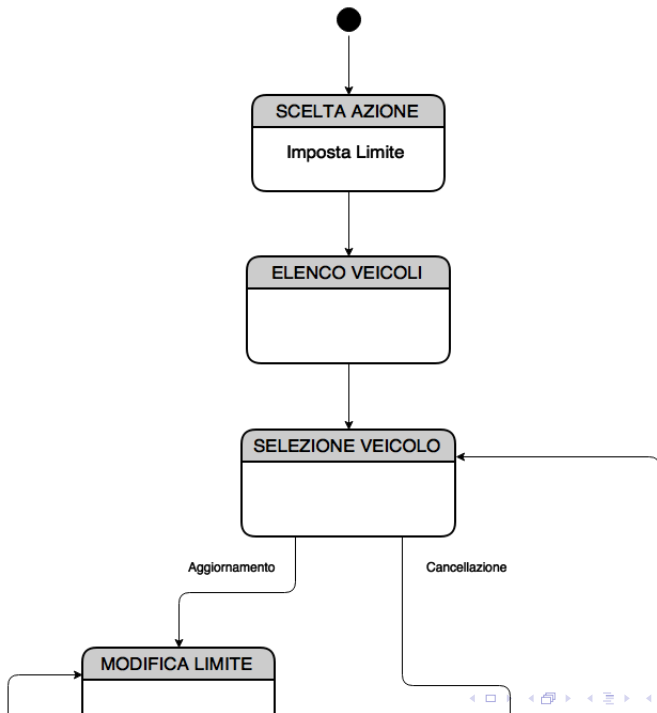 SCELTA AZIONE
Imposta Limite
ELENCO VEICOLI
SELEZIONE VEICOLO
Aggiornamento
Cancellazione
MODIFICA LIMITE